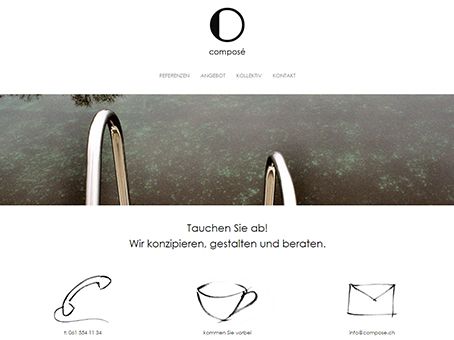 composé
REFERENZEN ANGEBOT KOLLEKTIV KONTAKT
Tauchen Sie ab!
Wir konzipieren, gestalten und beraten.
t: 061 554 11 34
kommen Sie vorbei
info@compose.ch